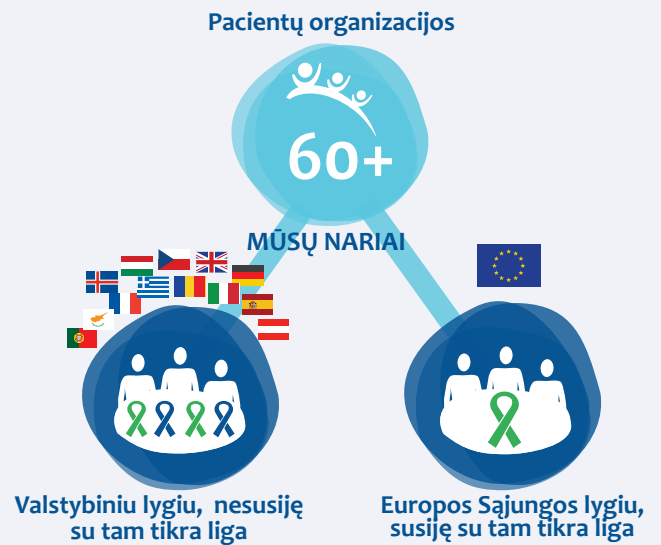 Pacientų organizacijos
60+
MŪSŲ NARIAI
Valstybiniu lygiu, nesusiję
su tam tikra liga
Europos Sąjungos lygiu,
susiję su tam tikra liga